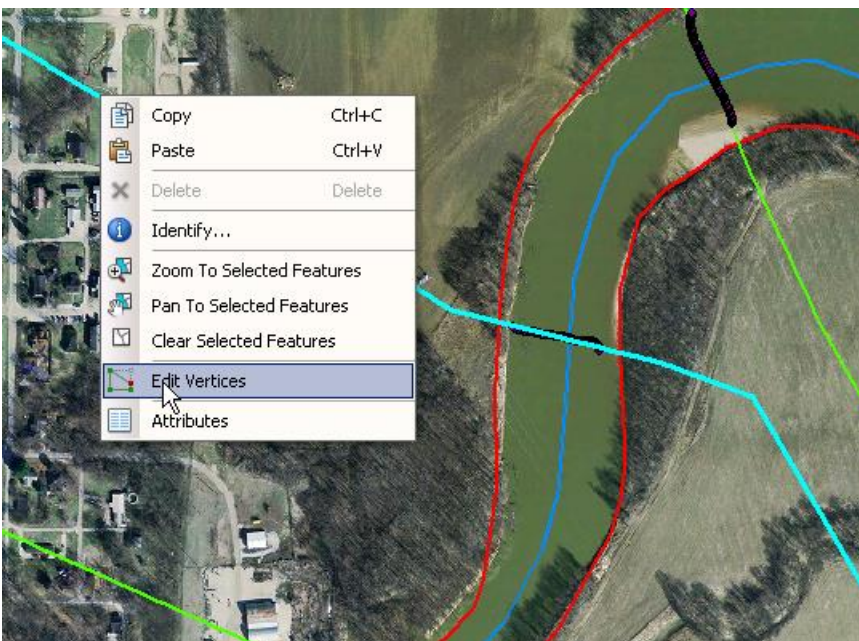 Copy Ctrl+C
Paste Ctrl+V
Delete Delete
Identify...
Zoom To Selected Features
Pan To Selected Features
Clear Selected Features
Edit Vertices
Attributes